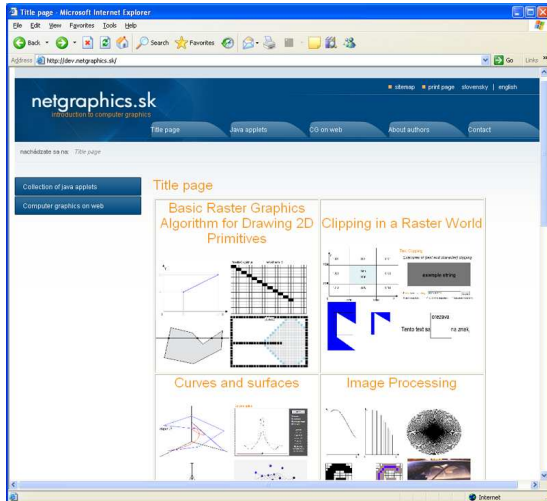 Title page - Microsoft Internet Explorer
File Edit View Favorites Tools Help
Back Search Favorites
Address http://dev.netgraphics.sk/ Go Links
sitemap print page slovensky | english
netgraphics.sk
introduction to computer graphics
Title page Java applets CG on web About authors Contact
nachádzate sa na: Title page
Collection of java applets
Computer graphics on web
Title page
Basic Raster Graphics
Algorithm for Drawing 2D
Primitives
Clipping in a Raster World
example string
orezava
Tento text sa na znak,
Curves and surfaces
Image Processing
Internet